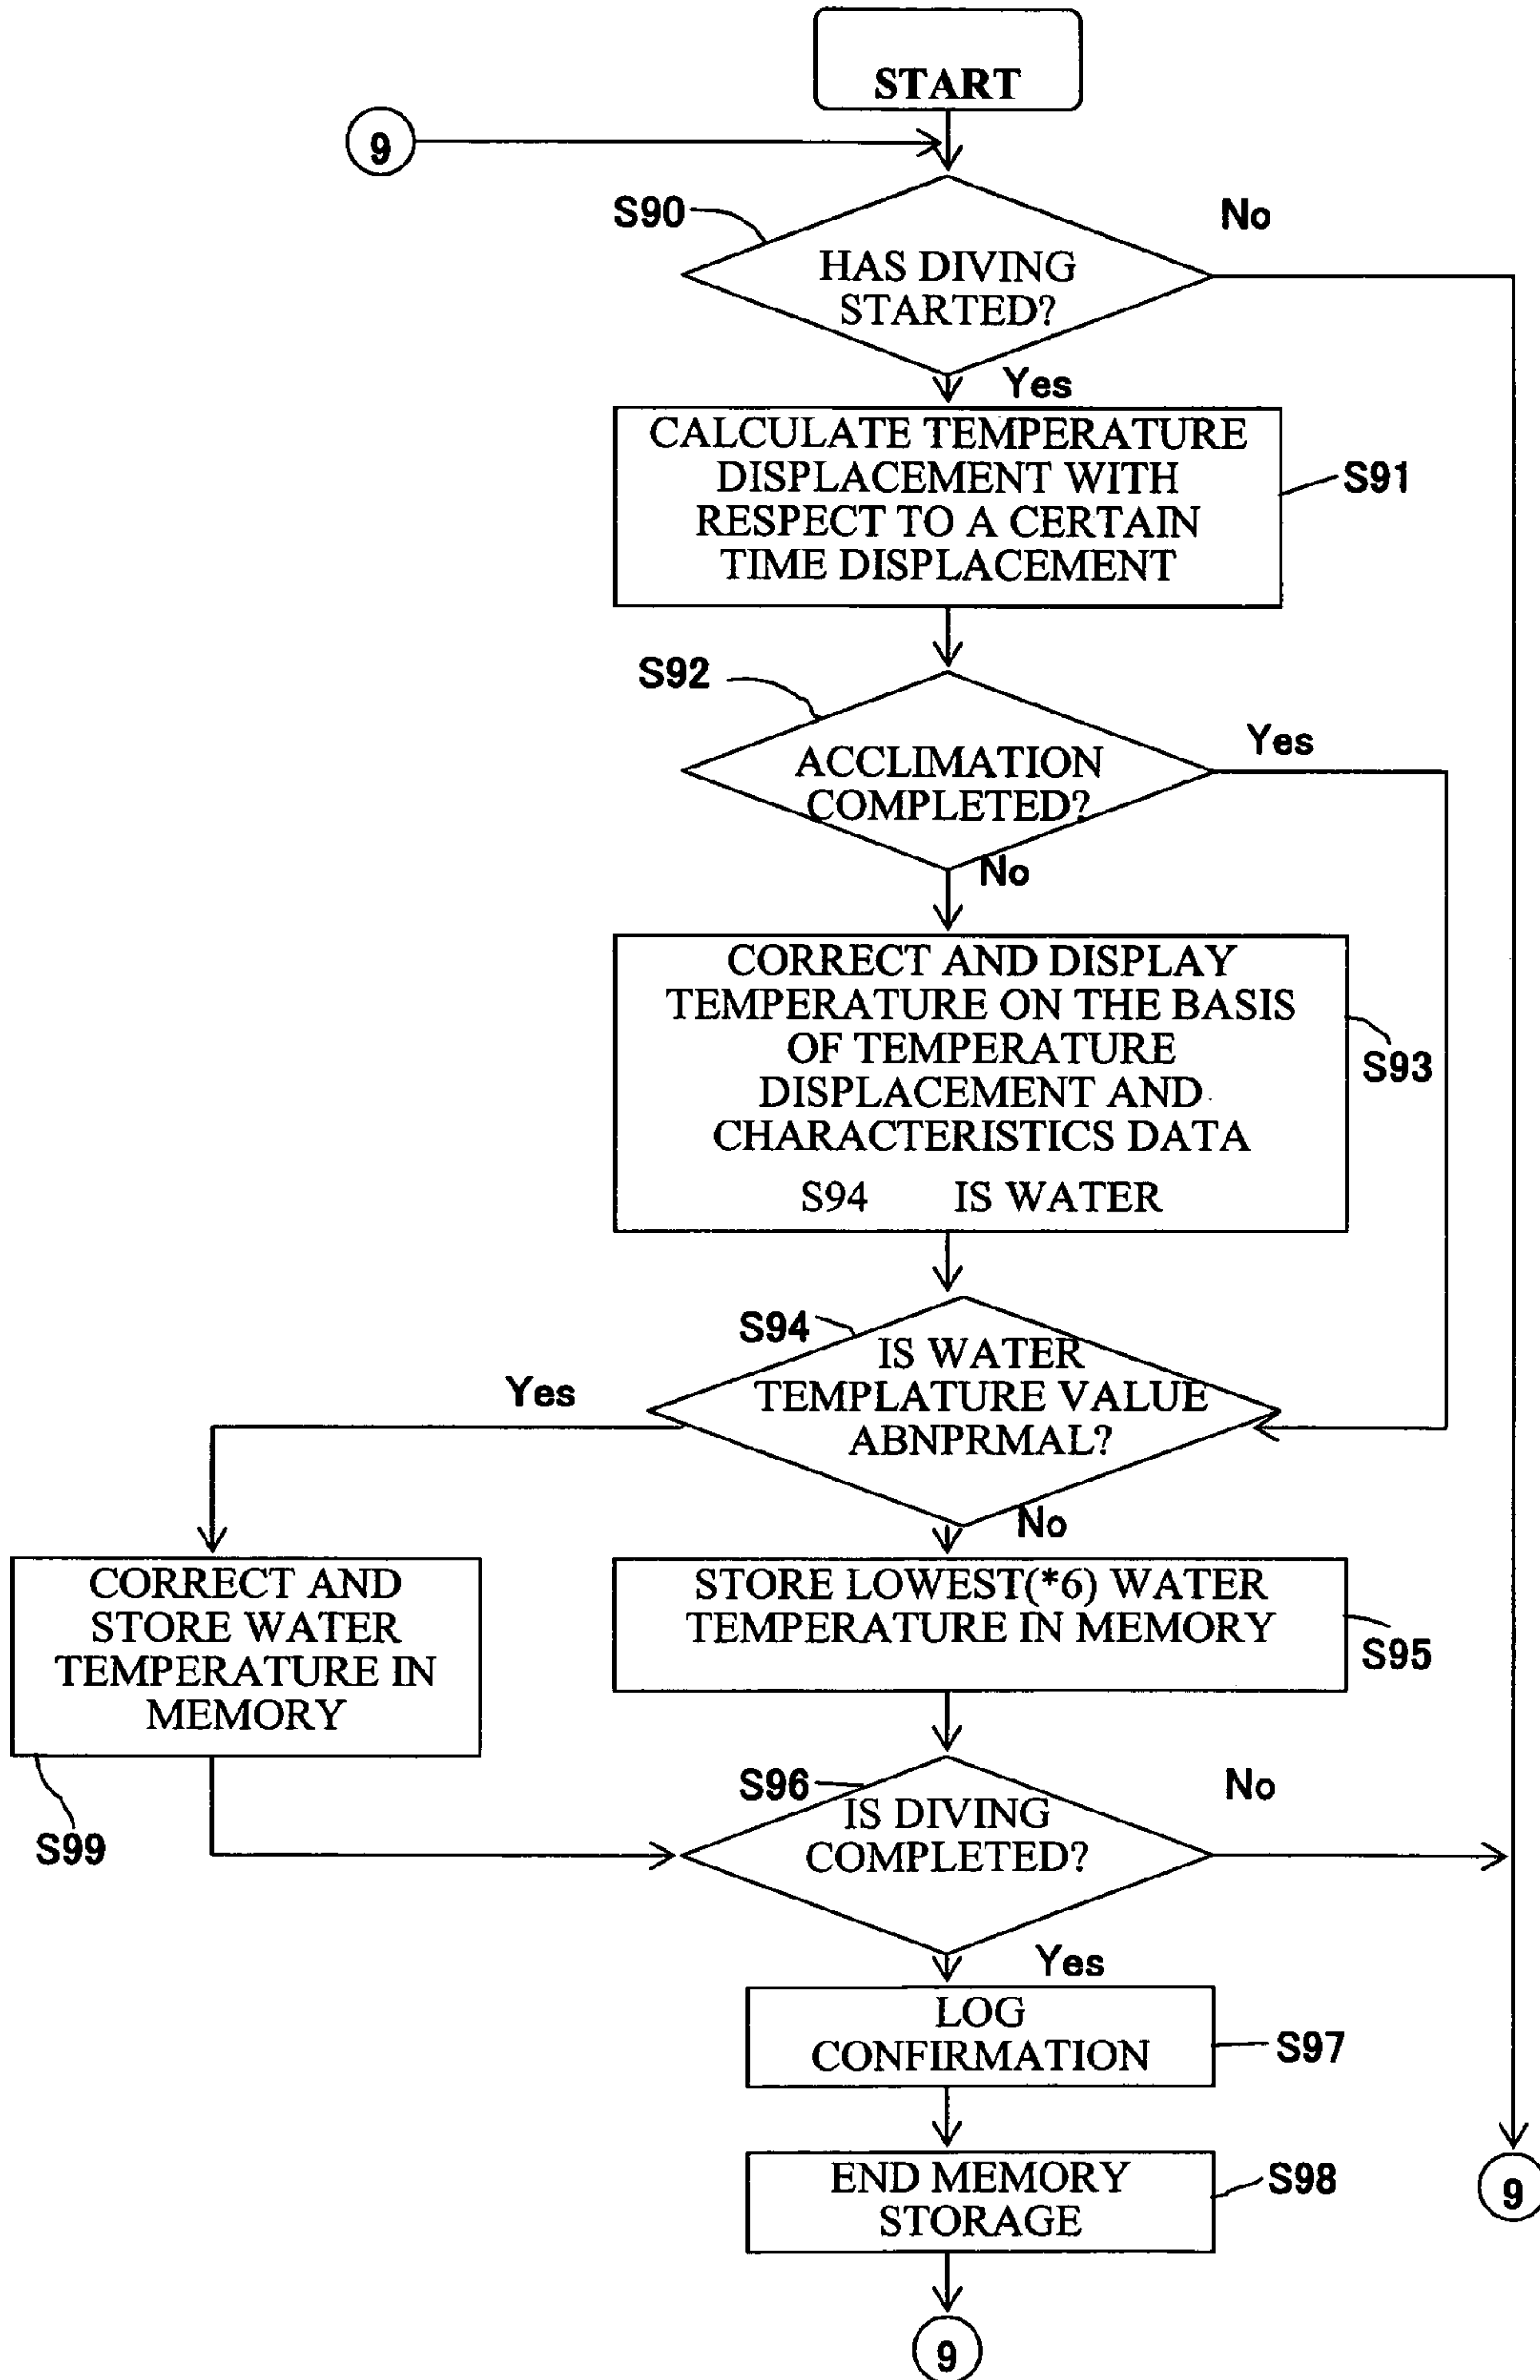 START
9
S90
No
HAS DIVING
STARTED?
Yes
CALCULATE TEMPERATURE
DISPLACEMENT WITH
RESPECT TO A CERTAIN
TIME DISPLACEMENT
S91
S92
Yes
ACCLIMATION
COMPLETED?
No
CORRECT AND DISPLAY
TEMPERATURE ON THE BASIS
OF TEMPERATURE
DISPLACEMENT AND
CHARACTERISTICS DATA
S94 IS WATER
S93
S94
IS WATER
TEMPLATURE VALUE
ABNPRMAL?
Yes
No
CORRECT AND
STORE WATER
TEMPERATURE IN
MEMORY
S99
STORE LOWEST(*6) WATER
TEMPERATURE IN MEMORY
S95
S96
No
IS DIVING
COMPLETED?
Yes
LOG
CONFIRMATION
S97
END MEMORY
STORAGE
S98
9
9